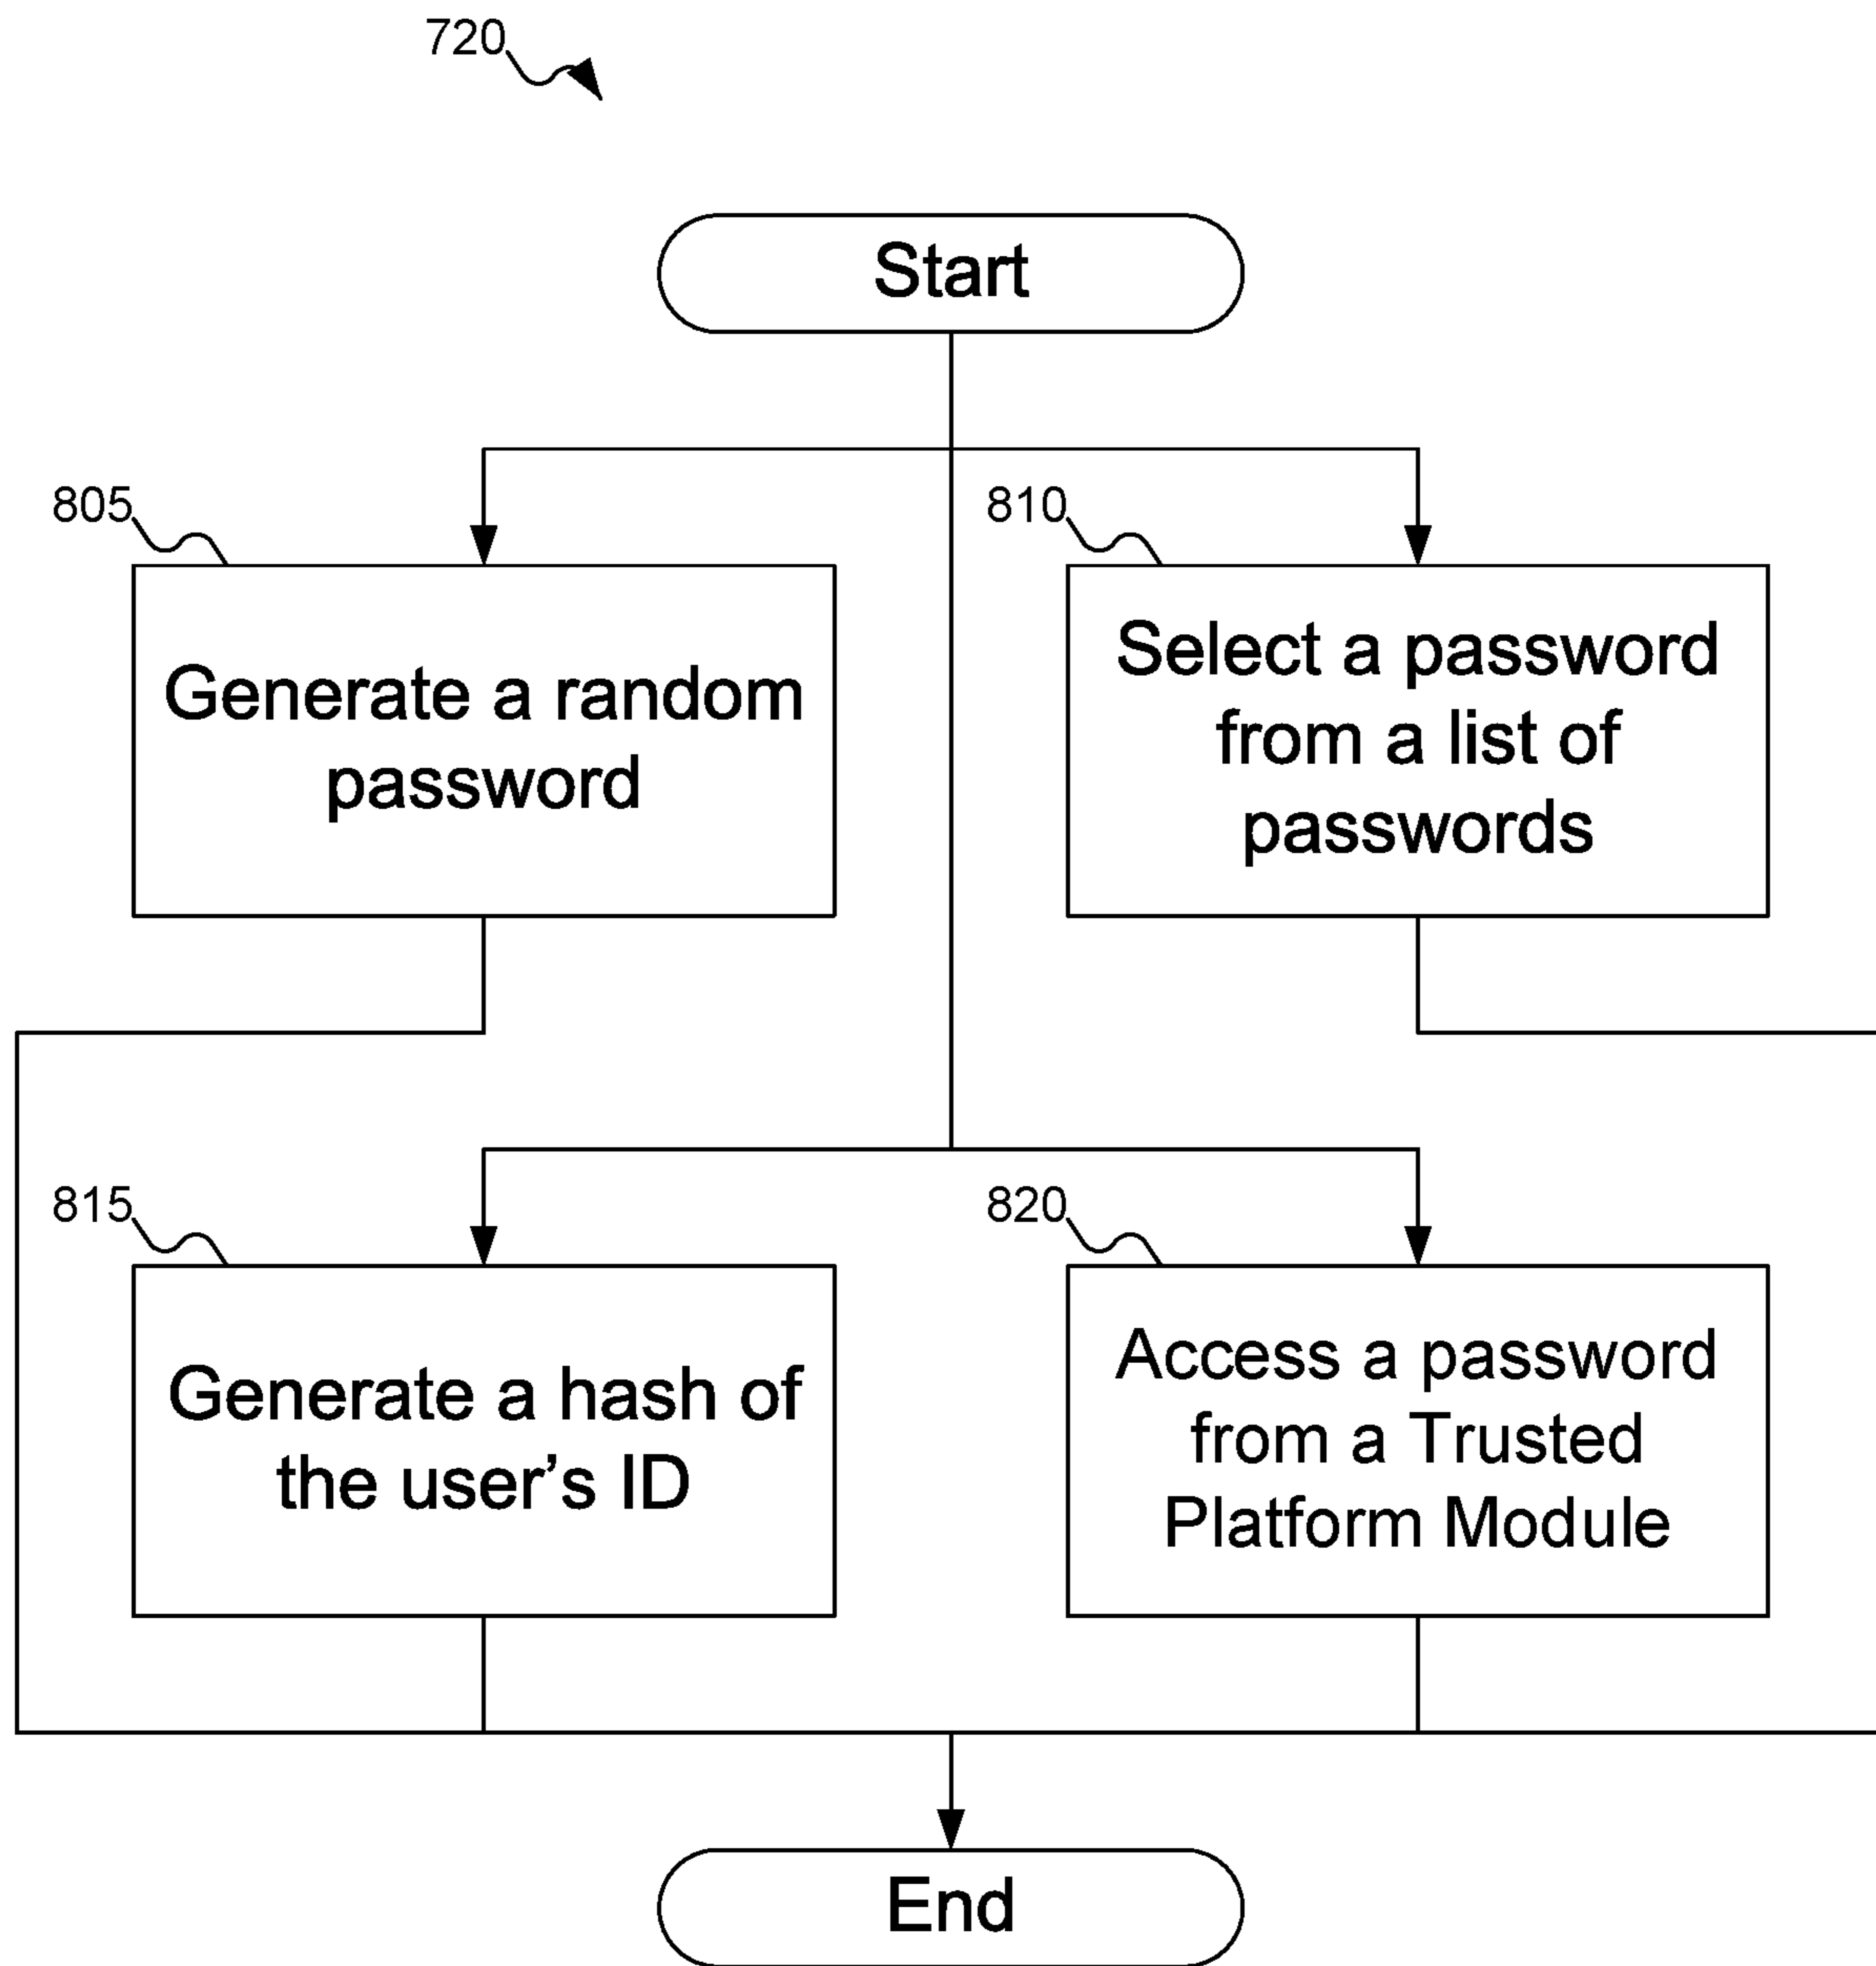 720
Start
805
810
Generate a random
password
Select a password
from a list of
passwords
815
820
Generate a hash of
the user’s ID
Access a password
from a Trusted
Platform Module
End